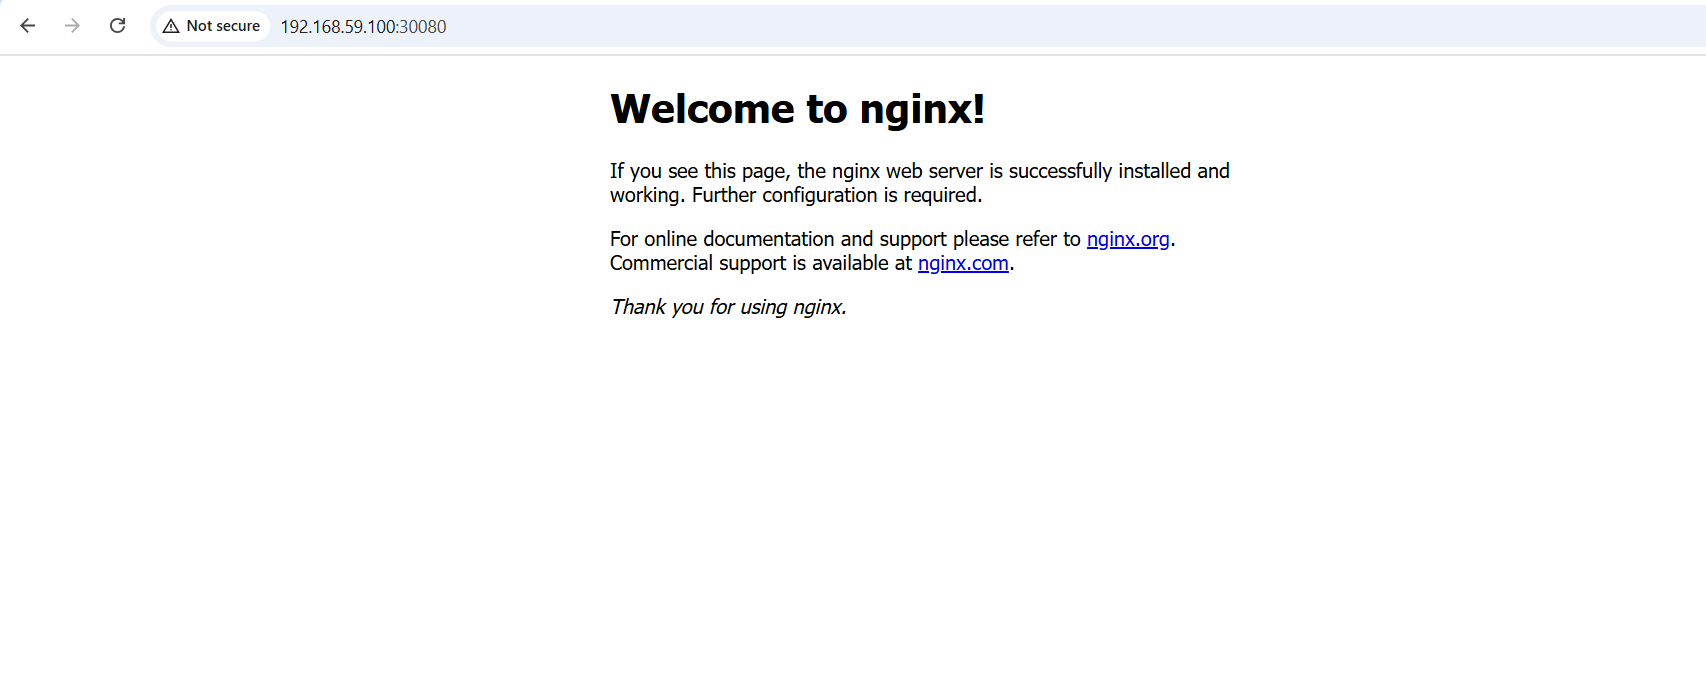 Not secure 192.168.59.100:30080
Welcome to nginx!
If you see this page, the nginx web server is successfully installed and
working. Further configuration is required.
For online documentation and support please refer to nginx.org.
Commercial support is available at nginx.com.
Thank you for using nginx.